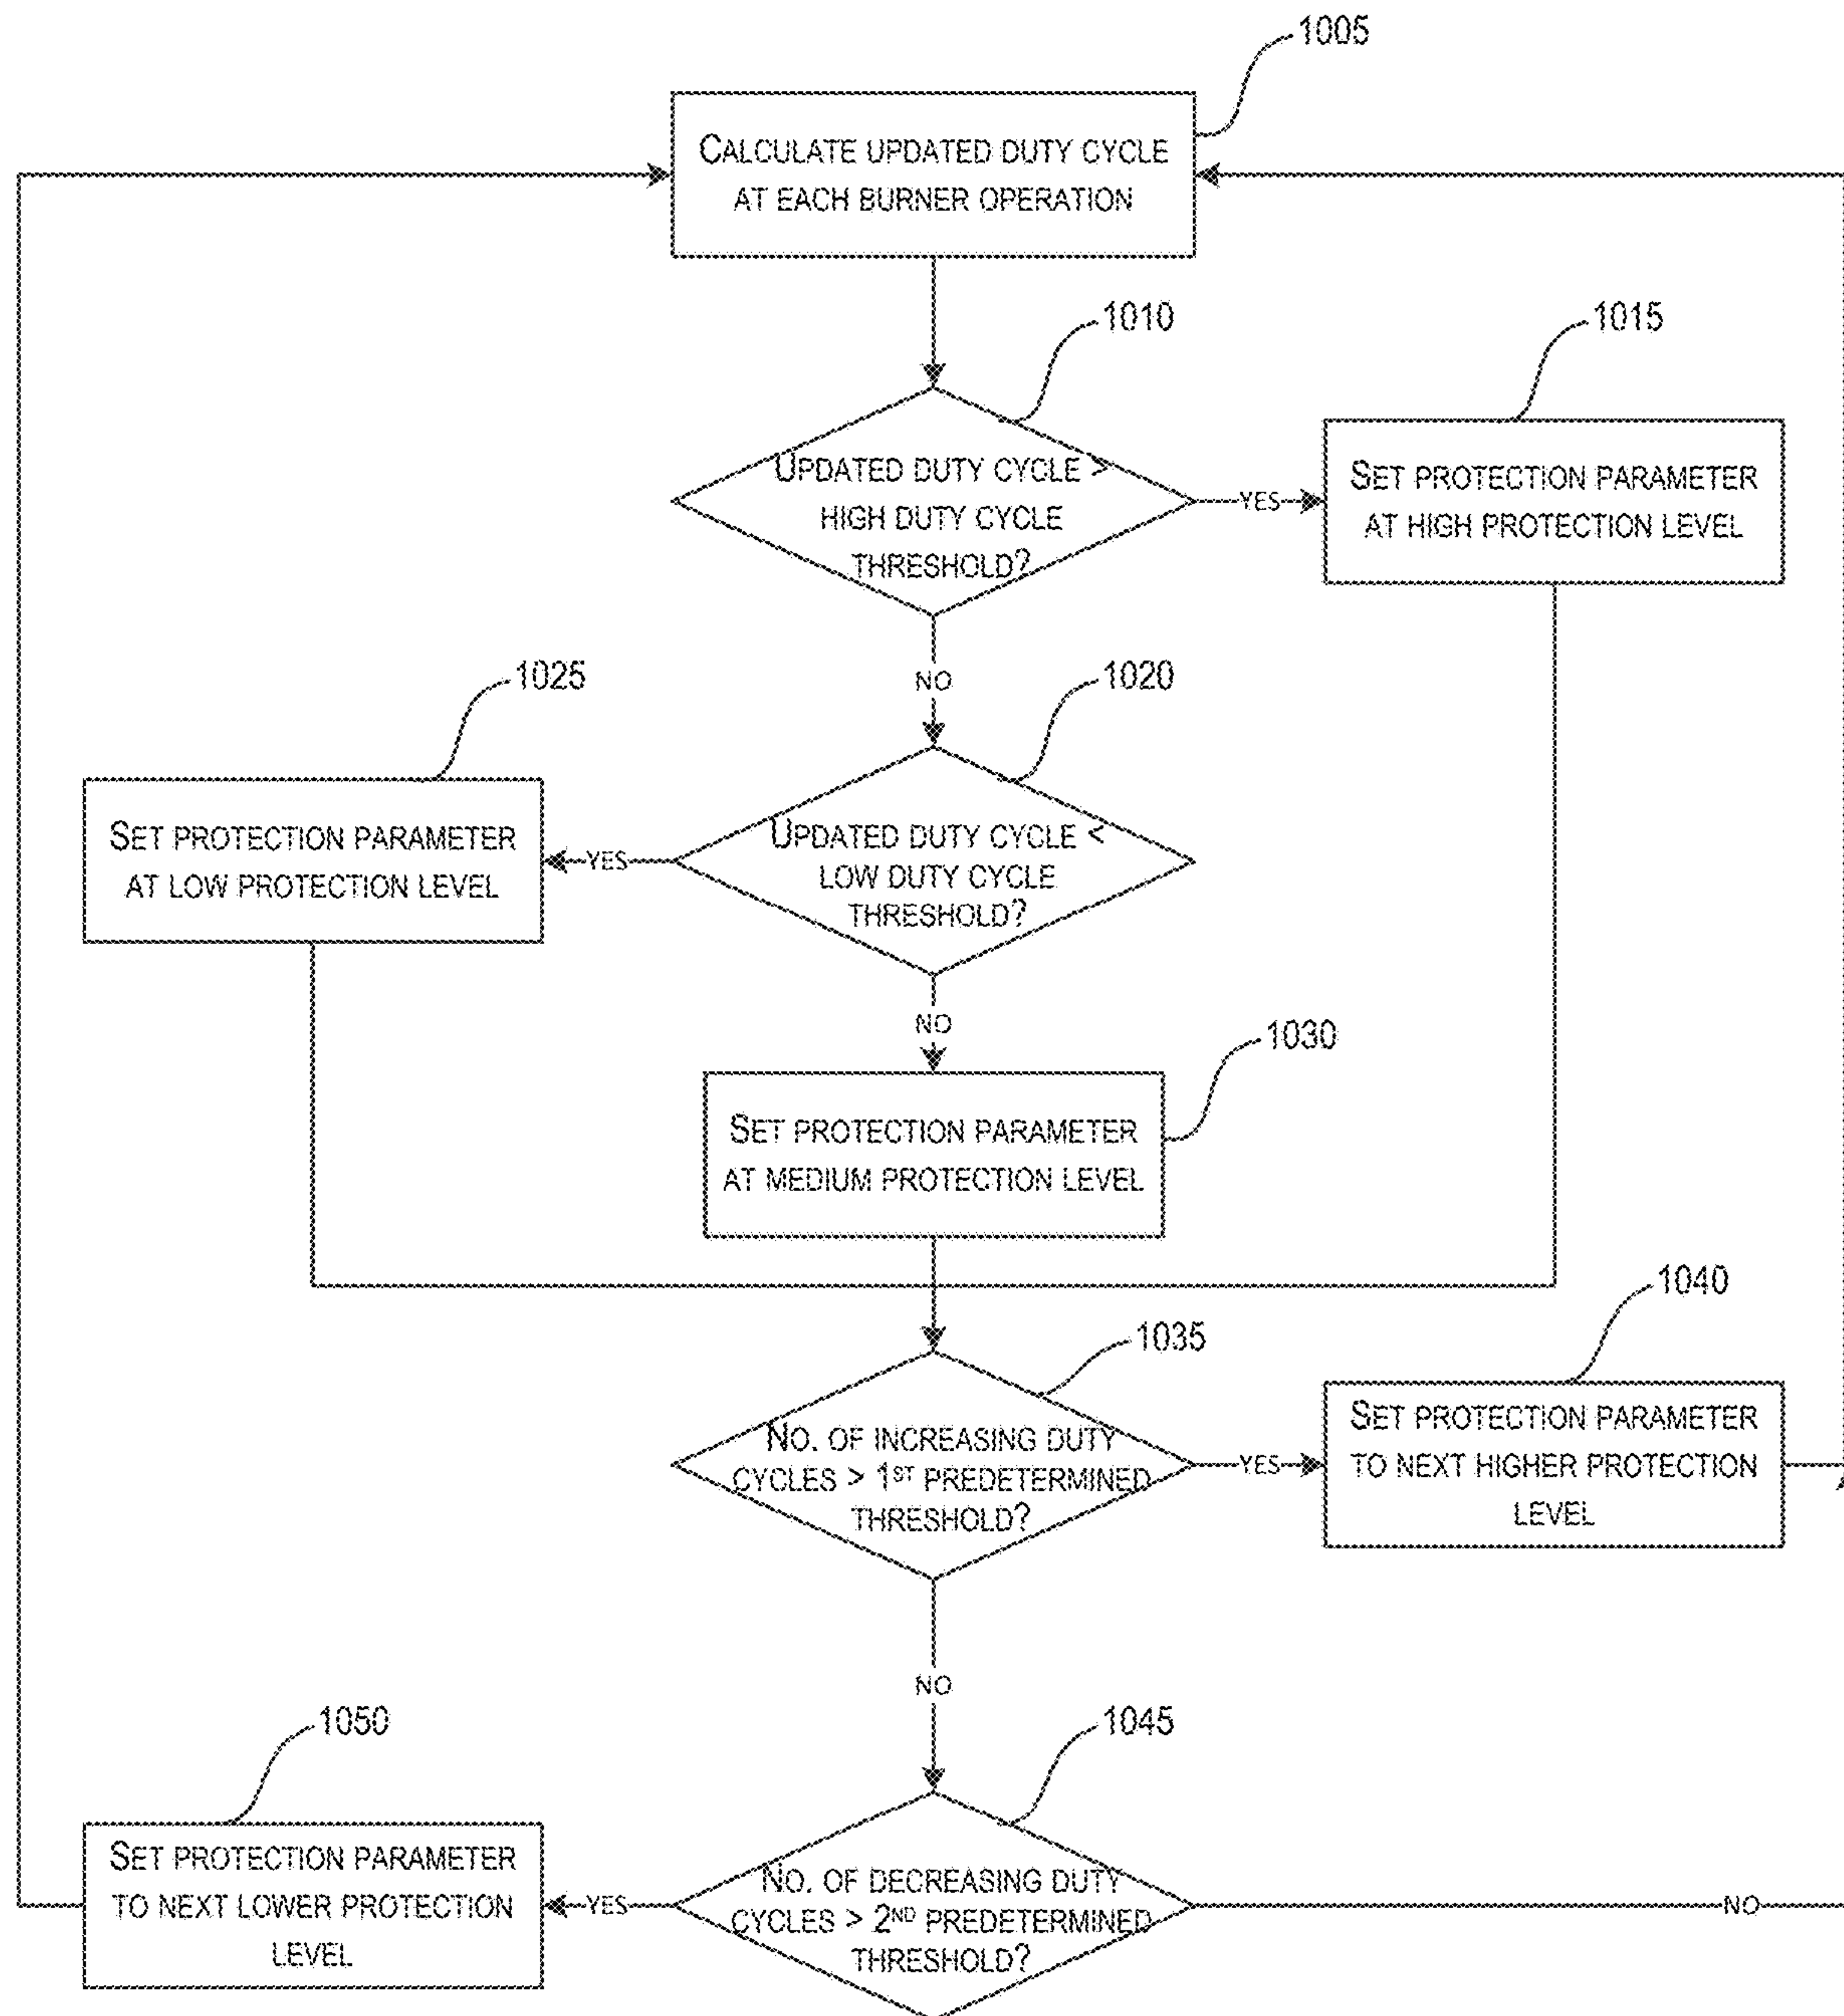 1005
CALCULATE UPDATED DUTY CYCLE
AT EACH BURNER OPERATION
1010
UPDATED DUTY CYCLE >
HIGH DUTY CYCLE
THRESHOLD?
YES
1015
SET PROTECTION PARAMETER
AT HIGH PROTECTION LEVEL
NO
1020
UPDATED DUTY CYCLE <
LOW DUTY CYCLE
THRESHOLD?
YES
1025
SET PROTECTION PARAMETER
AT LOW PROTECTION LEVEL
NO
1030
SET PROTECTION PARAMETER
AT MEDIUM PROTECTION LEVEL
1035
NO. OF INCREASING DUTY
CYCLES > 1ST PREDETERMINED
THRESHOLD?
YES
1040
SET PROTECTION PARAMETER
TO NEXT HIGHER PROTECTION
LEVEL
NO
1045
NO. OF DECREASING DUTY
CYCLES > 2ND PREDETERMINED
THRESHOLD?
YES
1050
SET PROTECTION PARAMETER
TO NEXT LOWER PROTECTION
LEVEL
NO